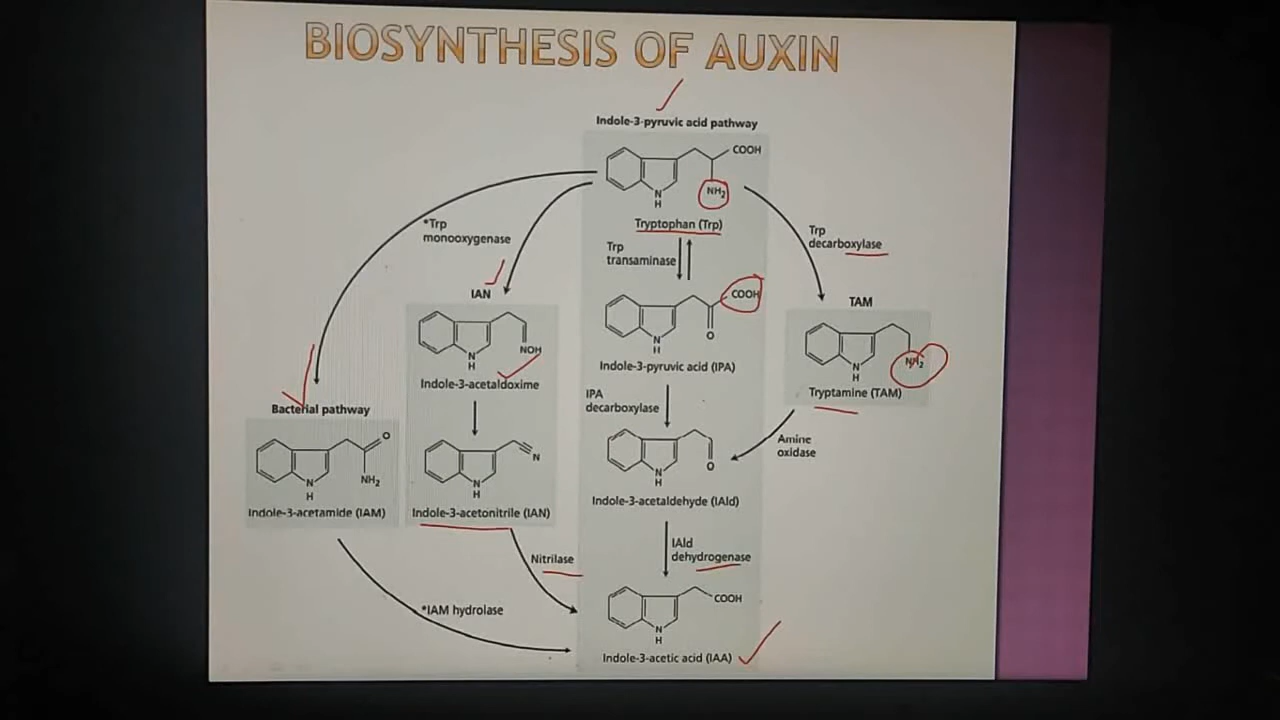 BIOSYNTHESIS OF AUXIN
Indole-3-pyruvic acid pathway
COOH
NH2
N
H
Tryptophan (Trp)
*Trp
monooxygenase
Trp
transaminase
Trp
decarboxylase
IAN
NOH
N
H
Indole-3-acetaldoxime
COOH
O
N
H
Indole-3-pyruvic acid (IPA)
TAM
NH2
N
H
Tryptamine (TAM)
Bacterial pathway
O
NH2
N
H
Indole-3-acetamide (IAM)
N
N
H
Indole-3-acetonitrile (IAN)
IPA
decarboxylase
O
N
H
Indole-3-acetaldehyde (IAld)
Amine
oxidase
Nitrilase
IAld
dehydrogenase
*IAM hydrolase
COOH
N
H
Indole-3-acetic acid (IAA)